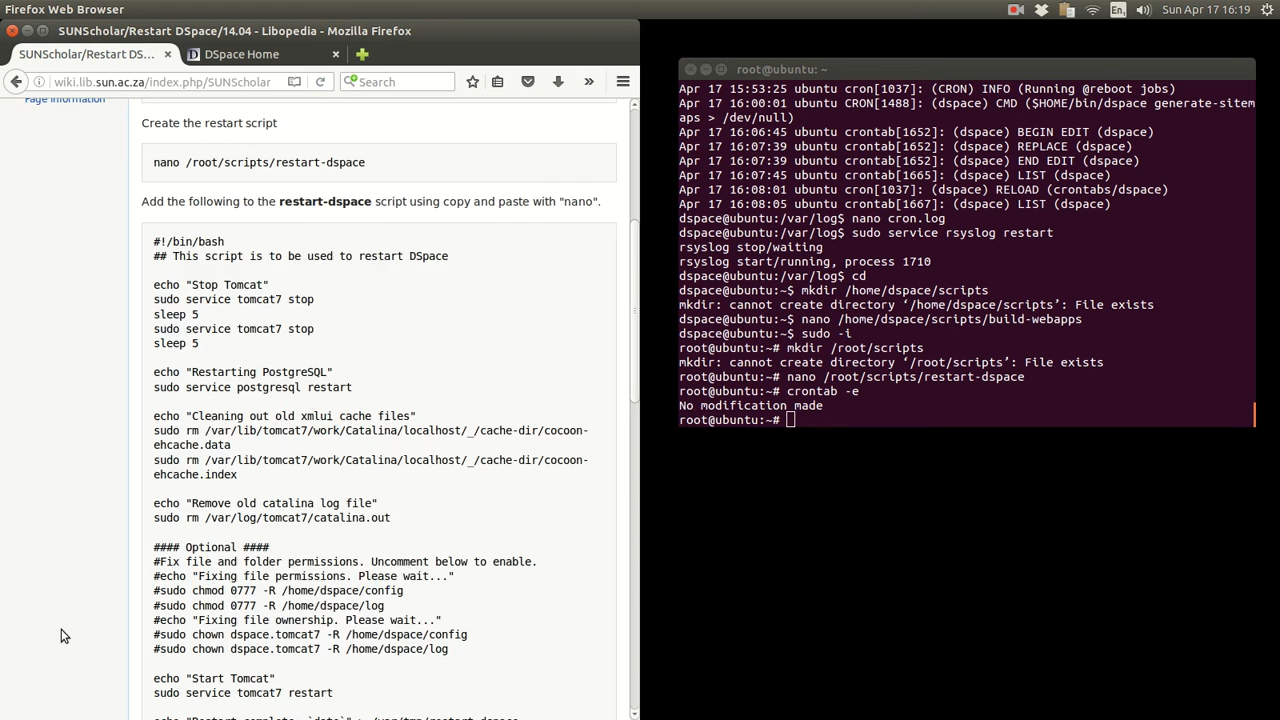 Firefox Web Browser
En1
Sun Apr 17 16:19
SUNScholar/Restart DSpace/14.04 - Libopedia - Mozilla Firefox
SUNScholar/Restart DS...
DSpace Home
wiki.lib.sun.ac.za/index.php/SUNScholar
Search
Page information
Create the restart script
nano /root/scripts/restart-dspace
Add the following to the restart-dspace script using copy and paste with "nano".
#!/bin/bash
## This script is to be used to restart DSpace
echo "Stop Tomcat"
sudo service tomcat7 stop
sleep 5
sudo service tomcat7 stop
sleep 5
echo "Restarting PostgreSQL"
sudo service postgresql restart
echo "Cleaning out old xmlui cache files"
sudo rm /var/lib/tomcat7/work/Catalina/localhost/_/cache-dir/cocoon-
ehcache.data
sudo rm /var/lib/tomcat7/work/Catalina/localhost/_/cache-dir/cocoon-
ehcache.index
echo "Remove old catalina log file"
sudo rm /var/log/tomcat7/catalina.out
#### Optional ####
#Fix file and folder permissions. Uncomment below to enable.
#echo "Fixing file permissions. Please wait..."
#sudo chmod 0777 -R /home/dspace/config
#sudo chmod 0777 -R /home/dspace/log
#echo "Fixing file ownership. Please wait..."
#sudo chown dspace.tomcat7 -R /home/dspace/config
#sudo chown dspace.tomcat7 -R /home/dspace/log
echo "Start Tomcat"
sudo service tomcat7 restart
echo "Restart complete: `date`" > /var/tmp/restart-dspace
root@ubuntu: ~
Apr 17 15:53:25 ubuntu cron[1037]: (CRON) INFO (Running @reboot jobs)
Apr 17 16:00:01 ubuntu CRON[1488]: (dspace) CMD ($HOME/bin/dspace generate-sitem
aps > /dev/null)
Apr 17 16:06:45 ubuntu crontab[1652]: (dspace) BEGIN EDIT (dspace)
Apr 17 16:07:39 ubuntu crontab[1652]: (dspace) REPLACE (dspace)
Apr 17 16:07:39 ubuntu crontab[1652]: (dspace) END EDIT (dspace)
Apr 17 16:07:45 ubuntu crontab[1665]: (dspace) LIST (dspace)
Apr 17 16:08:01 ubuntu cron[1037]: (dspace) RELOAD (crontabs/dspace)
Apr 17 16:08:05 ubuntu crontab[1667]: (dspace) LIST (dspace)
dspace@ubuntu:/var/log$ nano cron.log
dspace@ubuntu:/var/log$ sudo service rsyslog restart
rsyslog stop/waiting
rsyslog start/running, process 1710
dspace@ubuntu:/var/log$ cd
dspace@ubuntu:~$ mkdir /home/dspace/scripts
mkdir: cannot create directory ‘/home/dspace/scripts’: File exists
dspace@ubuntu:~$ nano /home/dspace/scripts/build-webapps
dspace@ubuntu:~$ sudo -i
root@ubuntu:~# mkdir /root/scripts
mkdir: cannot create directory ‘/root/scripts’: File exists
root@ubuntu:~# nano /root/scripts/restart-dspace
root@ubuntu:~# crontab -e
No modification made
root@ubuntu:~#